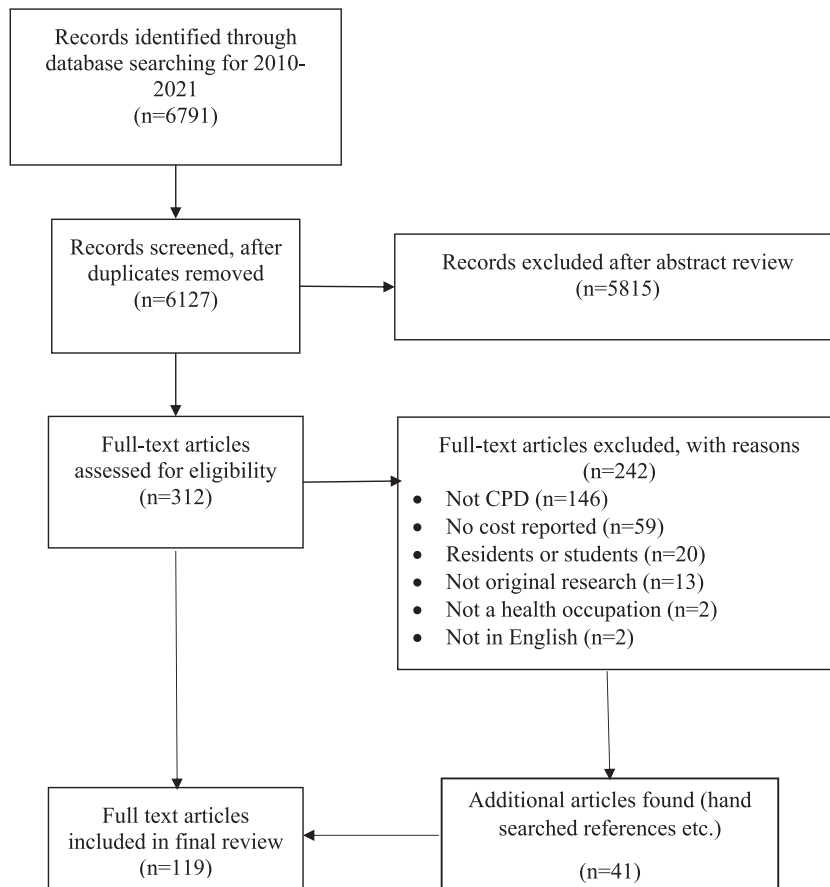 Records identified through
database searching for 2010-
2021
(n=6791)
Records screened, after
duplicates removed
(n=6127)
Records excluded after abstract review
(n=5815)
Full-text articles
assessed for eligibility
(n=312)
Full-text articles excluded, with reasons
(n=242)
• Not CPD (n=146)
• No cost reported (n=59)
• Residents or students (n=20)
• Not original research (n=13)
• Not a health occupation (n=2)
• Not in English (n=2)
Full text articles
included in final review
(n=119)
Additional articles found (hand
searched references etc.)
(n=41)